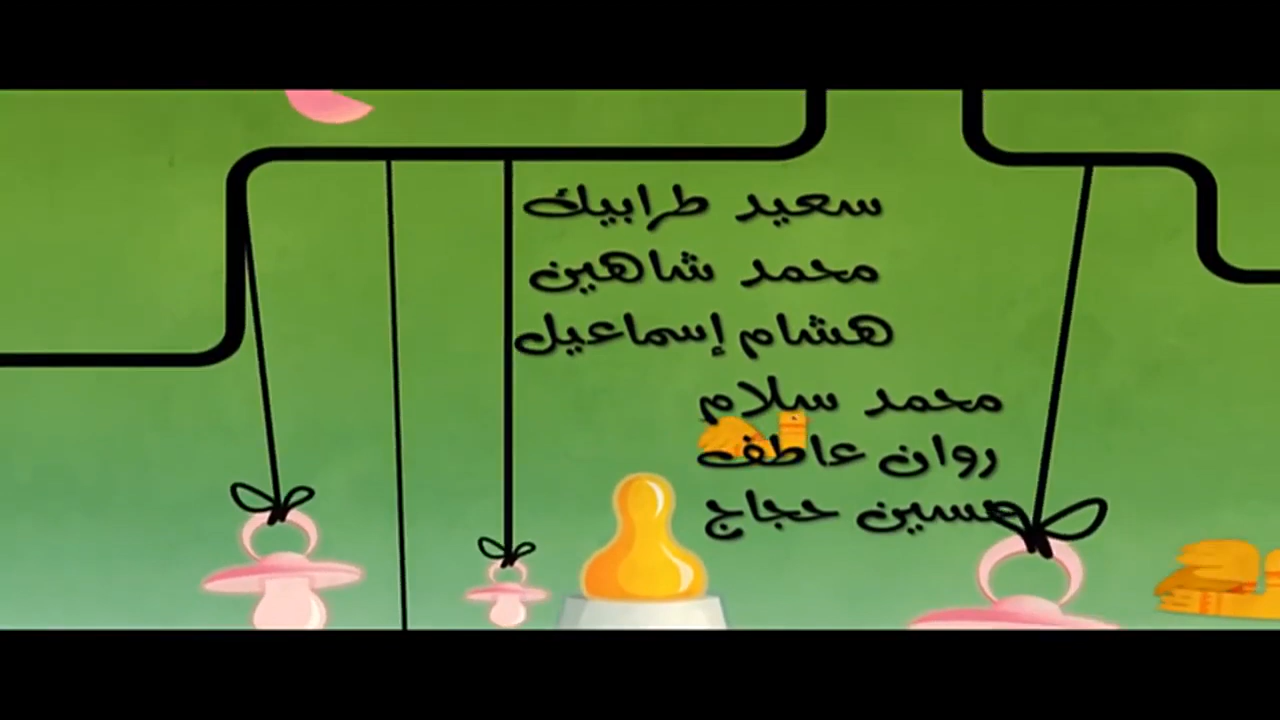 سعيد طرابيك
محمد شاهين
هشام إسماعيل
محمد سلام
روان عاطف
حسين حجاج